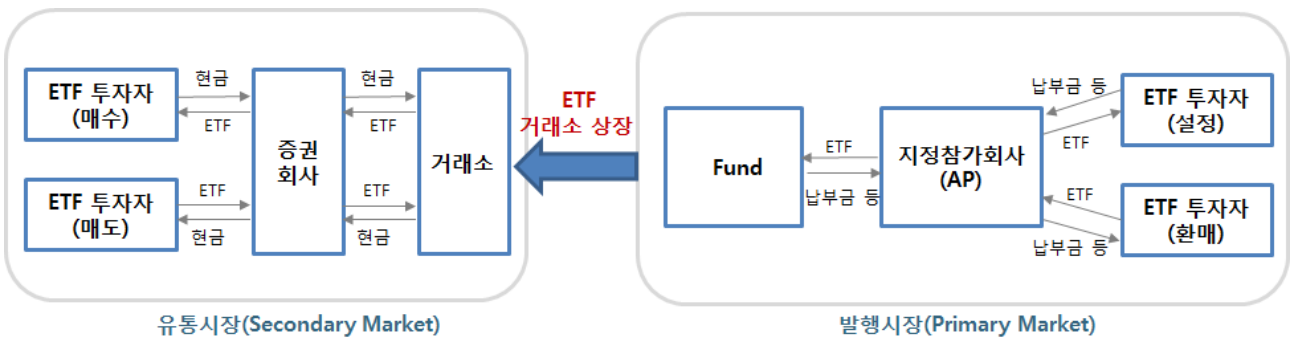 ETF 투자자
(매수)
현금
ETF
ETF 투자자
(매도)
ETF
현금
증권
회사
현금
ETF
ETF
현금
거래소
유통시장(Secondary Market)
ETF
거래소 상장
Fund
ETF
납부금 등
지정참가회사
(AP)
납부금 등
ETF
ETF 투자자
(설정)
ETF
납부금 등
ETF 투자자
(환매)
발행시장(Primary Market)